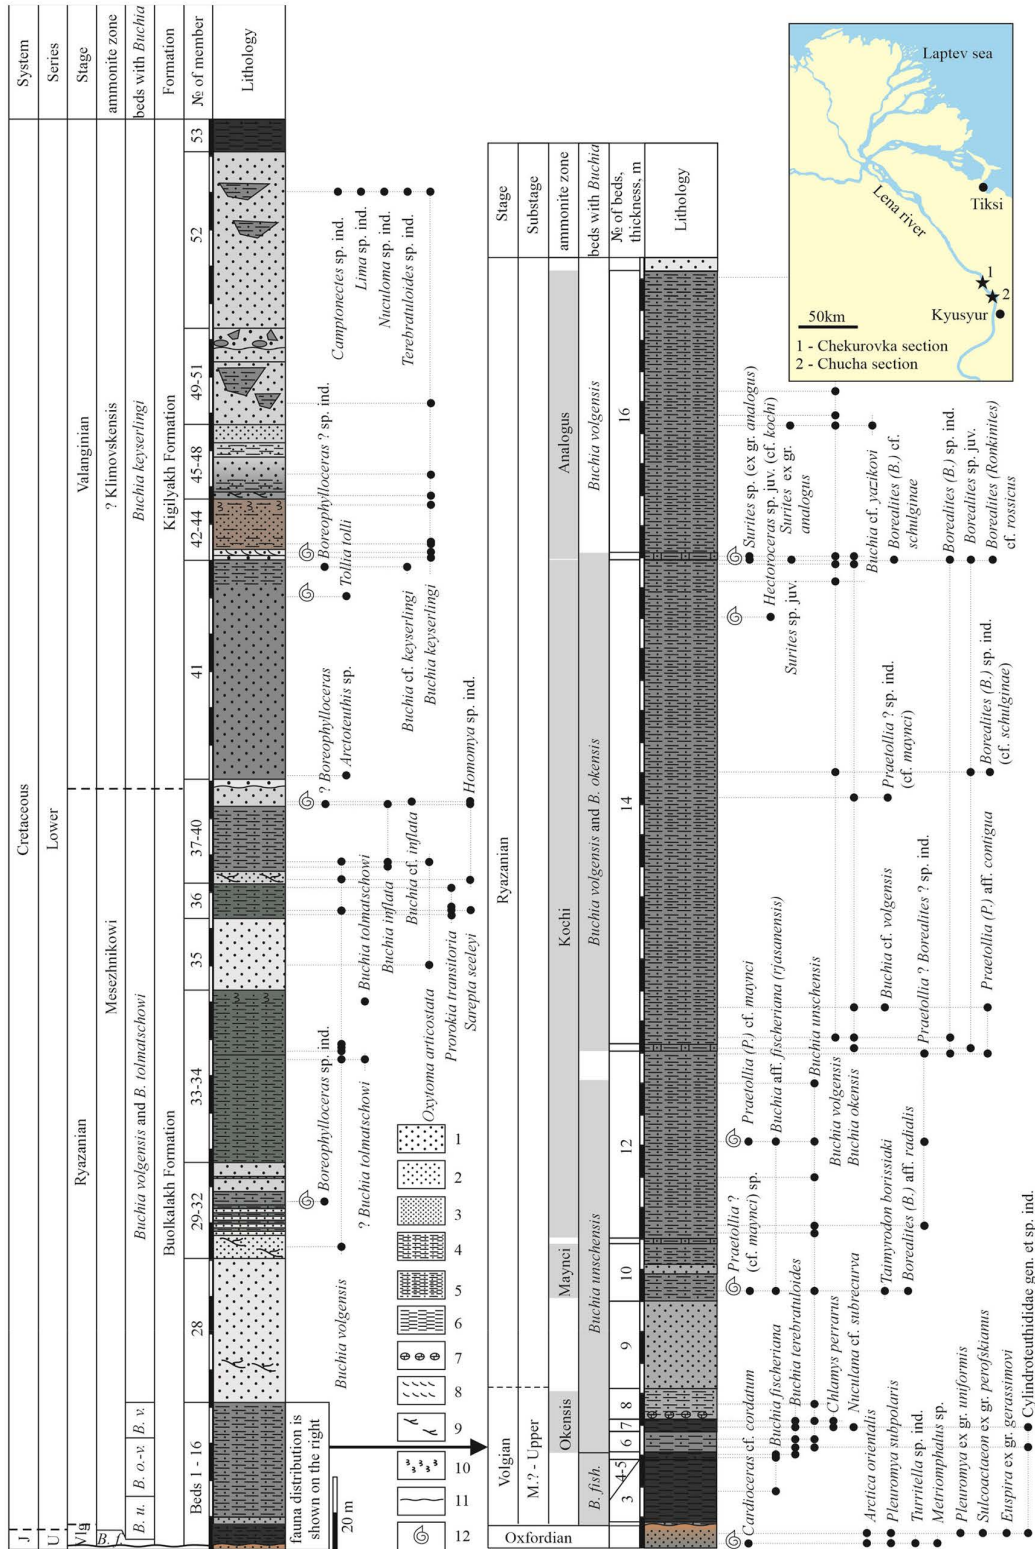 System
Series
Stage
ammonite zone
beds with Buchia
Formation
№ of member
Lithology
Cretaceous
Lower
Valanginian
? Klimovskensis
Buchia keyserlingi
Kigilyakh Formation
Ryazanian
Mesezhnikowi
Buchia volgensis and B. tolmatschowi
Buolkalakh Formation
J.
U
Vlg
B. f.
B. u.
B. o.-v.
B. v.
53
52
49-51
45-48
42-44
41
37-40
36
35
33-34
29-32
28
Beds 1 - 16
Camptonectes sp. ind.
Lima sp. ind.
Nuculoma sp. ind.
Terebratuloides sp. ind.
Boreophylloceras ? sp. ind.
Tollia tolli
Buchia cf. keyserlingi
Buchia keyserlingi
? Boreophylloceras
Arctoteuthis sp.
Homomya sp. ind.
Buchia tolmatschowi
Buchia inflata
Buchia cf. inflata
Oxytoma articostata
Prorokia transitoria
Sarepta seeleyi
Boreophylloceras sp. ind.
? Buchia tolmatschowi
Buchia volgensis
1
2
3
4
5
6
7
8
9
10
11
12
fauna distribution is
shown on the right
20 m
Stage
Substage
ammonite zone
beds with Buchia
№ of beds,
thickness, m
Lithology
Ryazanian
Volgan
M.? - Upper
Oxfordian
Analogus
Kochi
Maynci
Okensis
Buchia volgensis
Buchia volgensis and B. okensis
Buchia unschensis
B. fish.
16
14
12
10
9
8
7
6
4-5
3
Surites sp. (ex gr. analogus)
Hectoroceras sp. juv. (cf. kochi)
Surites ex gr.
analogus
Surites sp. juv.
Buchia cf. yazikovi
Borealites (B.) cf.
schulginae
Borealites (B.) sp. ind.
Borealites sp. juv.
Borealites (Ronkinites)
cf. rossicus
Praetollia ? sp. ind.
(cf. maynci)
Borealites (B.) sp. ind.
(cf. schulginae)
Buchia cf. volgensis
Praetollia ? Borealites ? sp. ind.
Praetollia (P.) aff. contigua
Praetollia (P.) cf. maynci
Buchia aff. fischeriana (rjasanensis)
Buchia unschensis
Buchia volgensis
Buchia okensis
Praetollia ?
(cf. maynci) sp.
Taimyrodon borissiaki
Borealites (B.) aff. radialis
Cardioceras cf. cordatum
Buchia fischeriana
Buchia terebratuloides
Chlamys perrarus
Nuculana cf. subrecurva
Arctica orientalis
Pleuromya subpolaris
Turritella sp. ind.
Metriomphalus sp.
Pleuromya ex gr. uniformis
Sulcoactaeon ex gr. perofskianus
Euspira ex gr. gerassimovi
Cylindroteuthididae gen. et sp. ind.
Laptev sea
Lena river
Tiksi
1
2
Kyusyur
50km
1 - Chekurovka section
2 - Chucha section